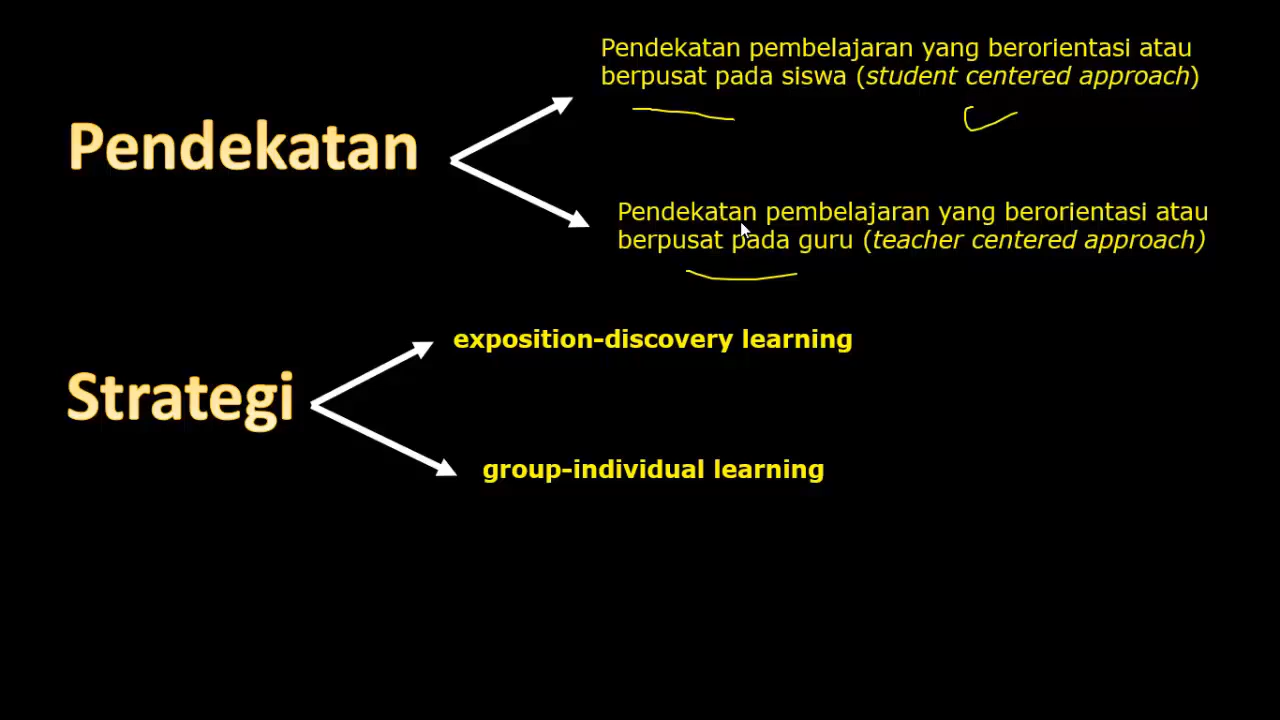 Pendekatan
Pendekatan pembelajaran yang berorientasi atau
berpusat pada siswa (student centered approach)
Pendekatan pembelajaran yang berorientasi atau
berpusat pada guru (teacher centered approach)
Strategi
exposition-discovery learning
group-individual learning